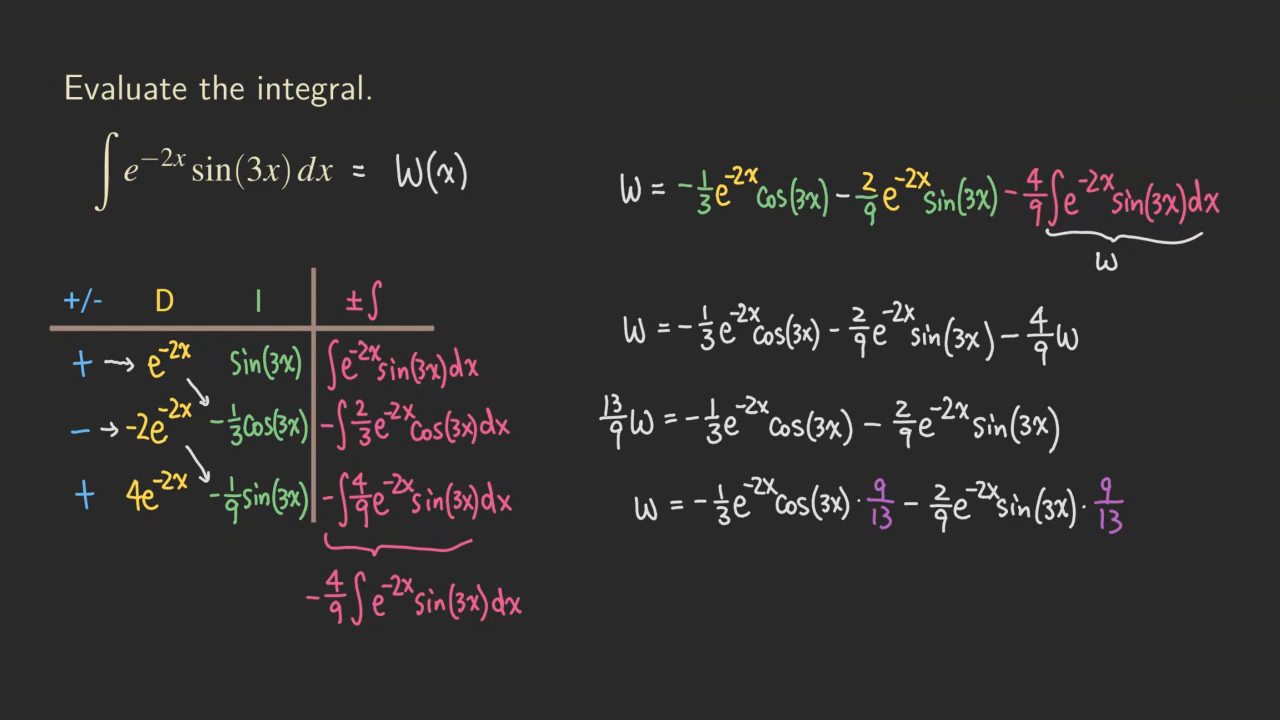 Evaluate the integral.
∫ e^{−2x} sin(3x) dx = W(x)
+/- D I ±∫
+ → e^{-2x} sin(3x) ∫e^{-2x}sin(3x)dx
- → -2e^{-2x} -1/3 cos(3x) -∫2/3 e^{-2x}cos(3x)dx
+ 4e^{-2x} -1/9 sin(3x) -∫4/9 e^{-2x}sin(3x)dx
-4/9 ∫e^{-2x}sin(3x)dx
W = -1/3 e^{-2x}cos(3x) - 2/9 e^{-2x}sin(3x) - 4/9 ∫e^{-2x}sin(3x)dx
W
W = -1/3 e^{-2x}cos(3x) - 2/9 e^{-2x}sin(3x) - 4/9 W
13/9 W = -1/3 e^{-2x}cos(3x) - 2/9 e^{-2x}sin(3x)
W = -1/3 e^{-2x}cos(3x) · 9/13 - 2/9 e^{-2x}sin(3x) · 9/13